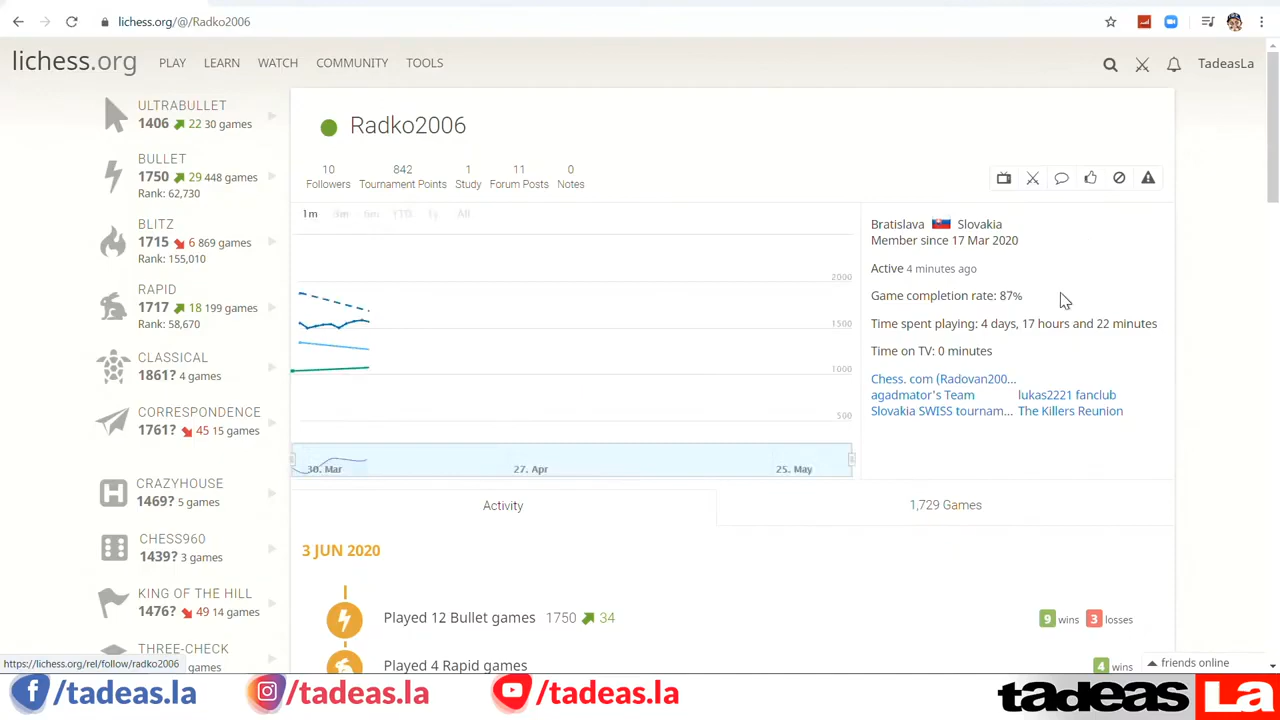 lichess.org/@/Radko2006
lichess.org PLAY LEARN WATCH COMMUNITY TOOLS TadeasLa
ULTRABULLET
1406 22 30 games
BULLET
1750 29 448 games
Rank: 62,730
BLITZ
1715 6 869 games
Rank: 155,010
RAPID
1717 18 199 games
Rank: 58,670
CLASSICAL
1861? 4 games
CORRESPONDENCE
1761? 45 15 games
CRAZYHOUSE
1469? 5 games
CHESS960
1439? 3 games
KING OF THE HILL
1476? 49 14 games
THREE-CHECK
games
Radko2006
10 842 1 11 0
Followers Tournament Points Study Forum Posts Notes
1m 3m 6m YTD 1y All
2000
1500
1000
500
30. Mar 27. Apr 25. May
Bratislava Slovakia
Member since 17 Mar 2020
Active 4 minutes ago
Game completion rate: 87%
Time spent playing: 4 days, 17 hours and 22 minutes
Time on TV: 0 minutes
Chess. com (Radovan200...
agadmator's Team lukas2221 fanclub
Slovakia SWISS tournam... The Killers Reunion
Activity 1,729 Games
3 JUN 2020
Played 12 Bullet games 1750 34 9 wins 3 losses
Played 4 Rapid games 4 wins
https://lichess.org/rel/follow/radko2006
friends online
/tadeas.la /tadeas.la /tadeas.la tadeas La